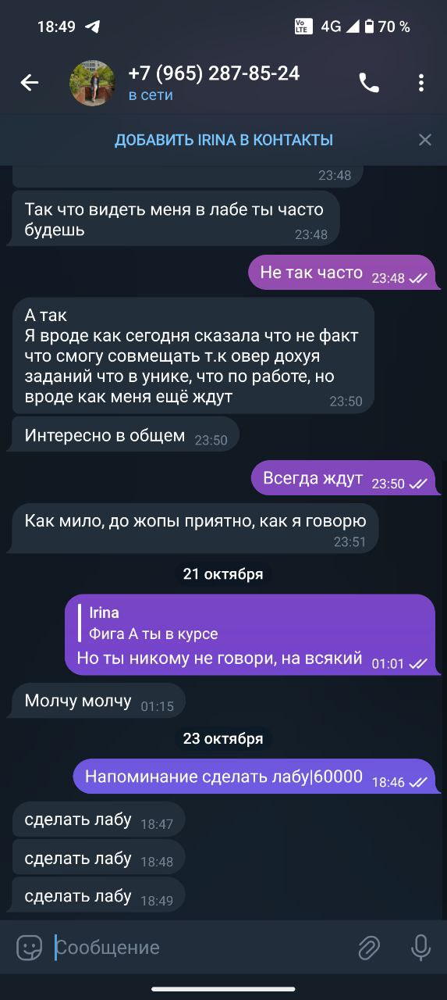 18:49
Vo LTE 4G 70 %
+7 (965) 287-85-24
в сети
ДОБАВИТЬ IRINA В КОНТАКТЫ
23:48
Так что видеть меня в лабе ты часто
будешь 23:48
Не так часто 23:48
А так
Я вроде как сегодня сказала что не факт
что смогу совмещать т.к овер дохуя
заданий что в унике, что по работе, но
вроде как меня ещё ждут 23:50
Интересно в общем 23:50
Всегда ждут 23:50
Как мило, до жопы приятно, как я говорю
23:51
21 октября
Irina
Фига А ты в курсе
Но ты никому не говори, на всякий 01:01
Молчу молчу 01:15
23 октября
Напоминание сделать лабу|60000 18:46
сделать лабу 18:47
сделать лабу 18:48
сделать лабу 18:49
Сообщение